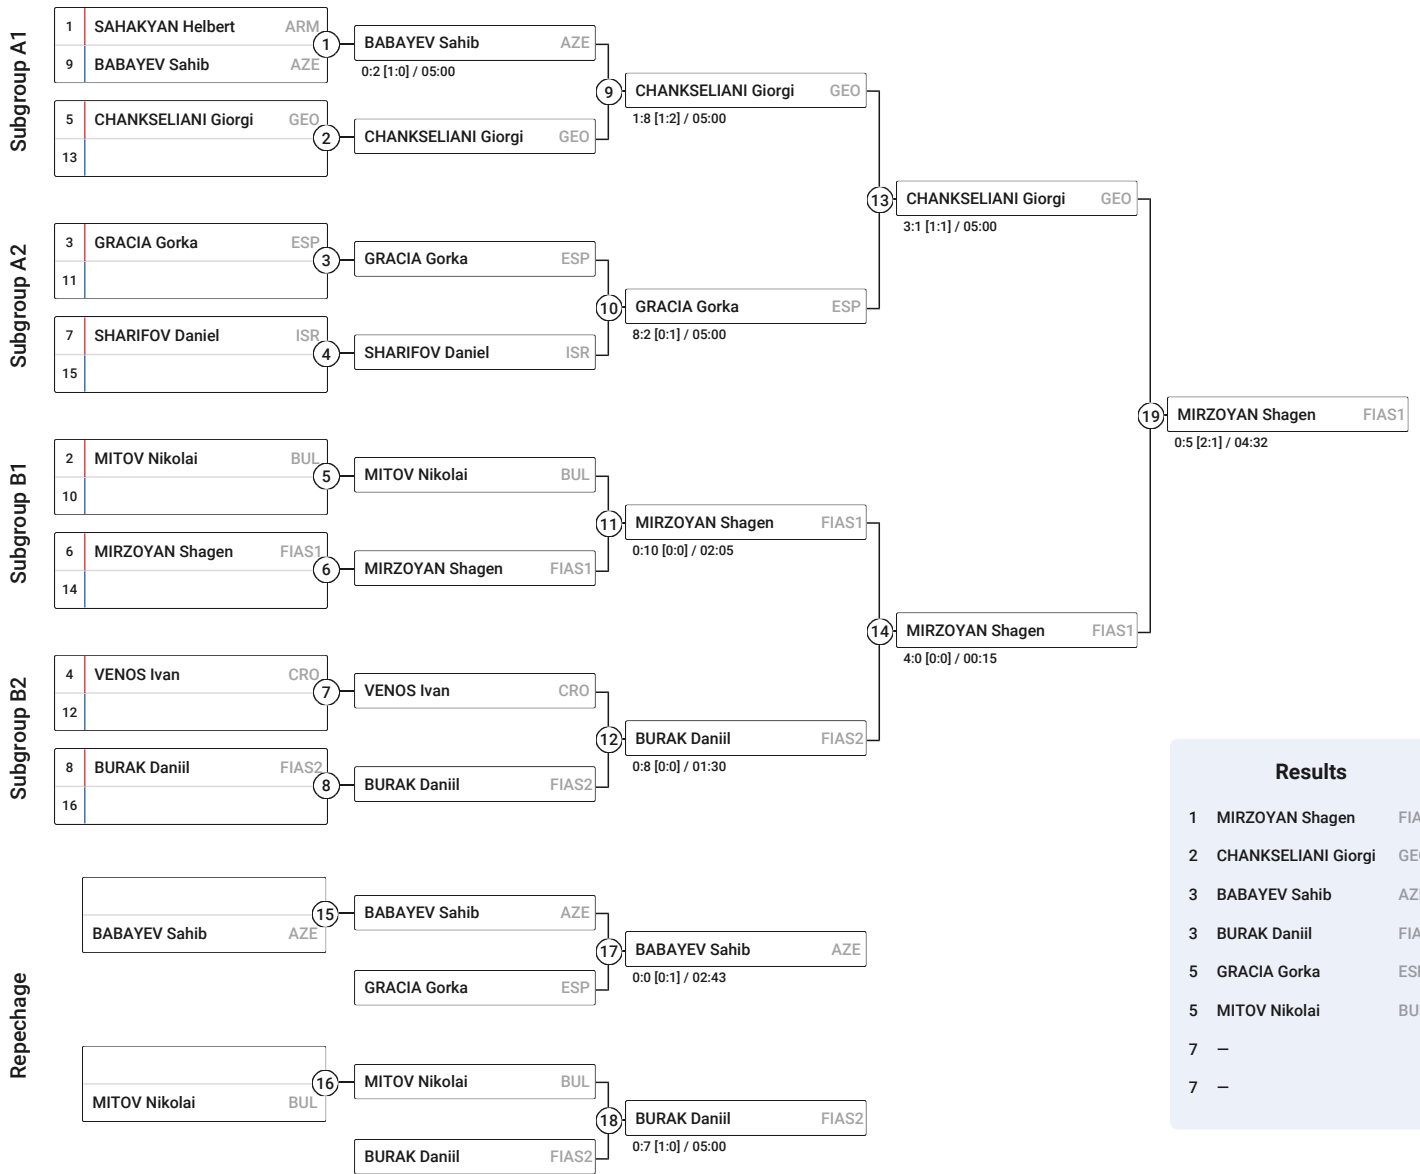 Subgroup A1
1 SAHAKYAN Helbert ARM
9 BABAYEV Sahib AZE
1
5 CHANKSELIANI Giorgi GEO
13
2
BABAYEV Sahib AZE
0:2 [1:0] / 05:00
CHANKSELIANI Giorgi GEO
9
CHANKSELIANI Giorgi GEO
1:8 [1:2] / 05:00
Subgroup A2
3 GRACIA Gorka ESP
11
3
7 SHARIFOV Daniel ISR
15
4
GRACIA Gorka ESP
SHARIFOV Daniel ISR
10
GRACIA Gorka ESP
8:2 [0:1] / 05:00
13
CHANKSELIANI Giorgi GEO
3:1 [1:1] / 05:00
Subgroup B1
2 MITOV Nikolai BUL
10
5
6 MIRZOYAN Shagen FIAS1
14
6
MITOV Nikolai BUL
MIRZOYAN Shagen FIAS1
11
MIRZOYAN Shagen FIAS1
0:10 [0:0] / 02:05
Subgroup B2
4 VENOS Ivan CRO
12
7
8 BURAK Daniil FIAS2
16
8
VENOS Ivan CRO
BURAK Daniil FIAS2
12
BURAK Daniil FIAS2
0:8 [0:0] / 01:30
14
MIRZOYAN Shagen FIAS1
4:0 [0:0] / 00:15
19
MIRZOYAN Shagen FIAS1
0:5 [2:1] / 04:32
Repechage
BABAYEV Sahib AZE
15
BABAYEV Sahib AZE
GRACIA Gorka ESP
17
BABAYEV Sahib AZE
0:0 [0:1] / 02:43
MITOV Nikolai BUL
16
MITOV Nikolai BUL
BURAK Daniil FIAS2
18
BURAK Daniil FIAS2
0:7 [1:0] / 05:00
Results
1 MIRZOYAN Shagen
2 CHANKSELIANI Giorgi
3 BABAYEV Sahib
3 BURAK Daniil
5 GRACIA Gorka
5 MITOV Nikolai
7 —
7 —